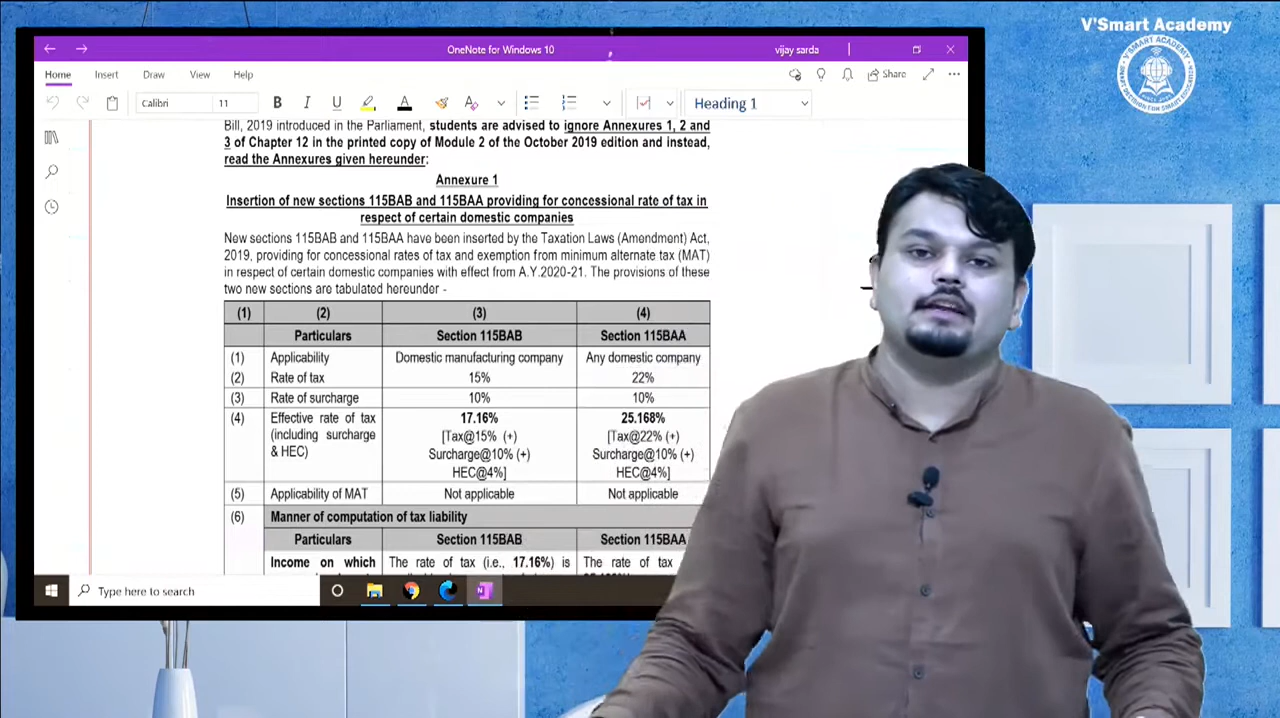 V'Smart Academy
OneNote for Windows 10
vijay sarda
Home Insert Draw View Help
Share
Calibri 11 B I U A Heading 1
Bill, 2019 introduced in the Parliament, students are advised to ignore Annexures 1, 2 and
3 of Chapter 12 in the printed copy of Module 2 of the October 2019 edition and instead,
read the Annexures given hereunder:
Annexure 1
Insertion of new sections 115BAB and 115BAA providing for concessional rate of tax in
respect of certain domestic companies
New sections 115BAB and 115BAA have been inserted by the Taxation Laws (Amendment) Act,
2019, providing for concessional rates of tax and exemption from minimum alternate tax (MAT)
in respect of certain domestic companies with effect from A.Y.2020-21. The provisions of these
two new sections are tabulated hereunder -
(1) (2) (3) (4)
Particulars Section 115BAB Section 115BAA
(1) Applicability Domestic manufacturing company Any domestic company
(2) Rate of tax 15% 22%
(3) Rate of surcharge 10% 10%
(4) Effective rate of tax 17.16% 25.168%
(including surcharge [Tax@15% (+) [Tax@22% (+)
& HEC) Surcharge@10% (+) Surcharge@10% (+)
HEC@4%] HEC@4%]
(5) Applicability of MAT Not applicable Not applicable
(6) Manner of computation of tax liability
Particulars Section 115BAB Section 115BAA
Income on which The rate of tax (i.e., 17.16%) is The rate of tax
Type here to search
V'SMART ACADEMY